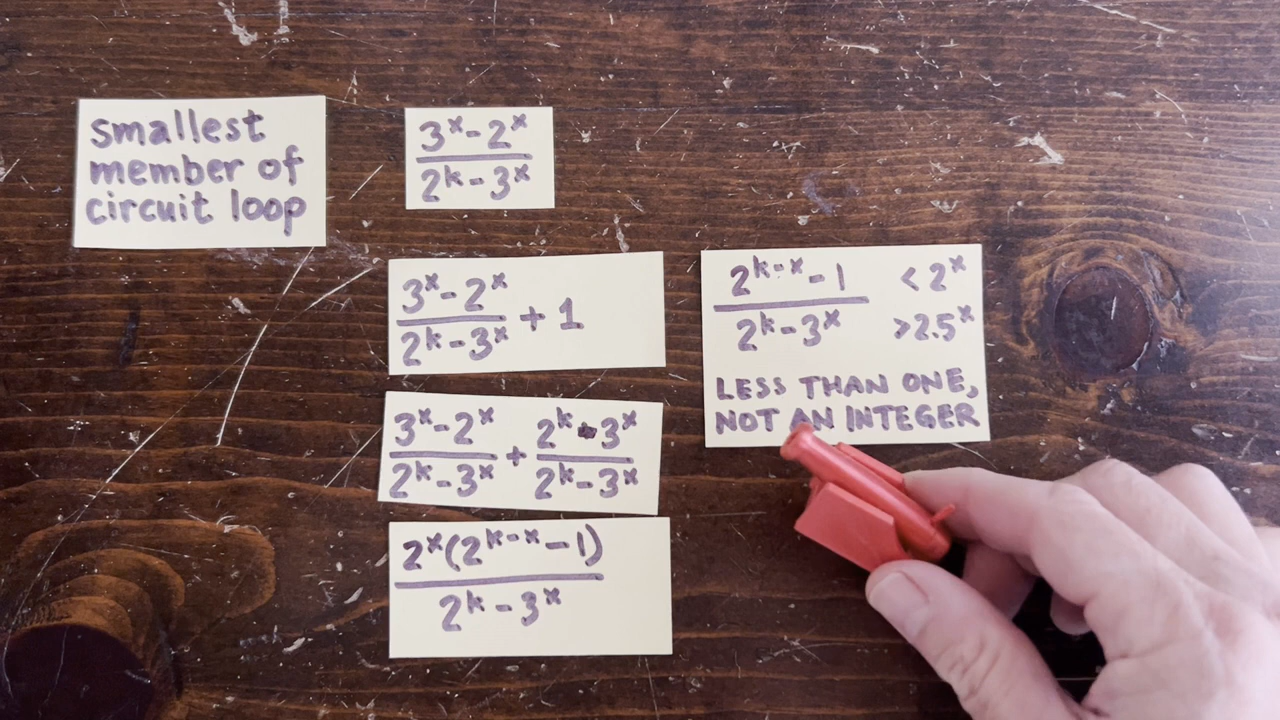 smallest
member of
circuit loop
3^x - 2^x
2^k - 3^x
3^x - 2^x
2^k - 3^x + 1
3^x - 2^x + 2^k - 3^x
2^k - 3^x   2^k - 3^x
2^x(2^(k-x) - 1)
2^k - 3^x
2^(k-x) - 1 < 2^x
2^k - 3^x > 2.5^x
LESS THAN ONE,
NOT AN INTEGER